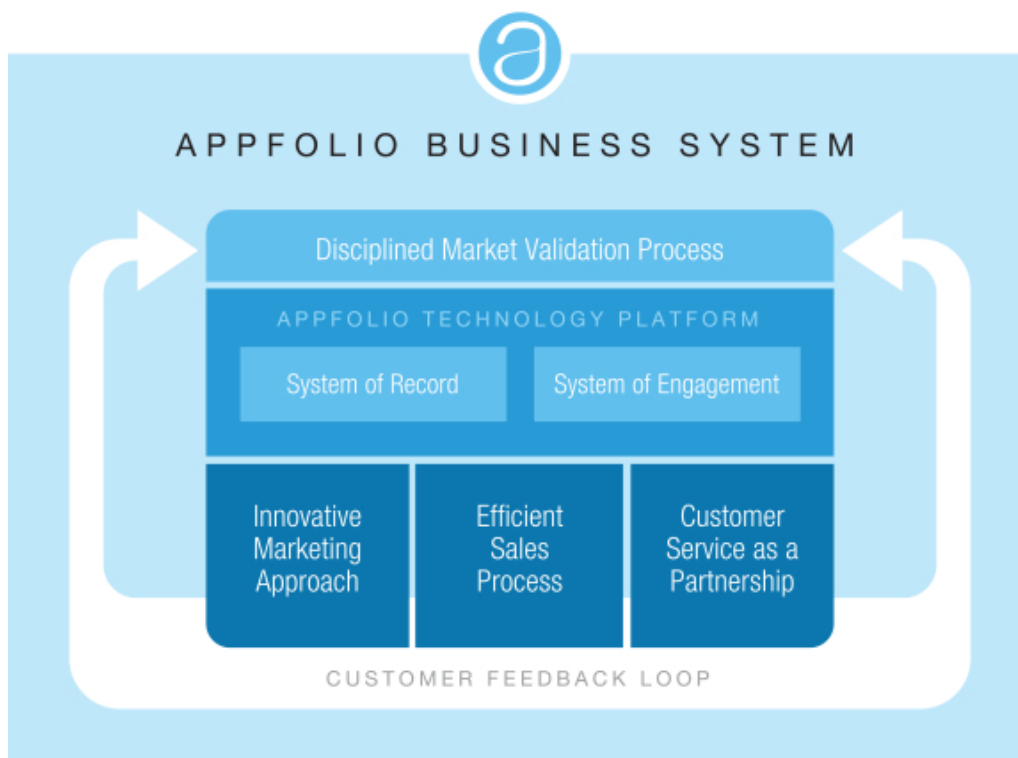 a
APPFOLIO BUSINESS SYSTEM
Disciplined Market Validation Process
APPFOLIO TECHNOLOGY PLATFORM
System of Record
System of Engagement
Innovative
Marketing
Approach
Efficient
Sales
Process
Customer
Service as a
Partnership
CUSTOMER FEEDBACK LOOP